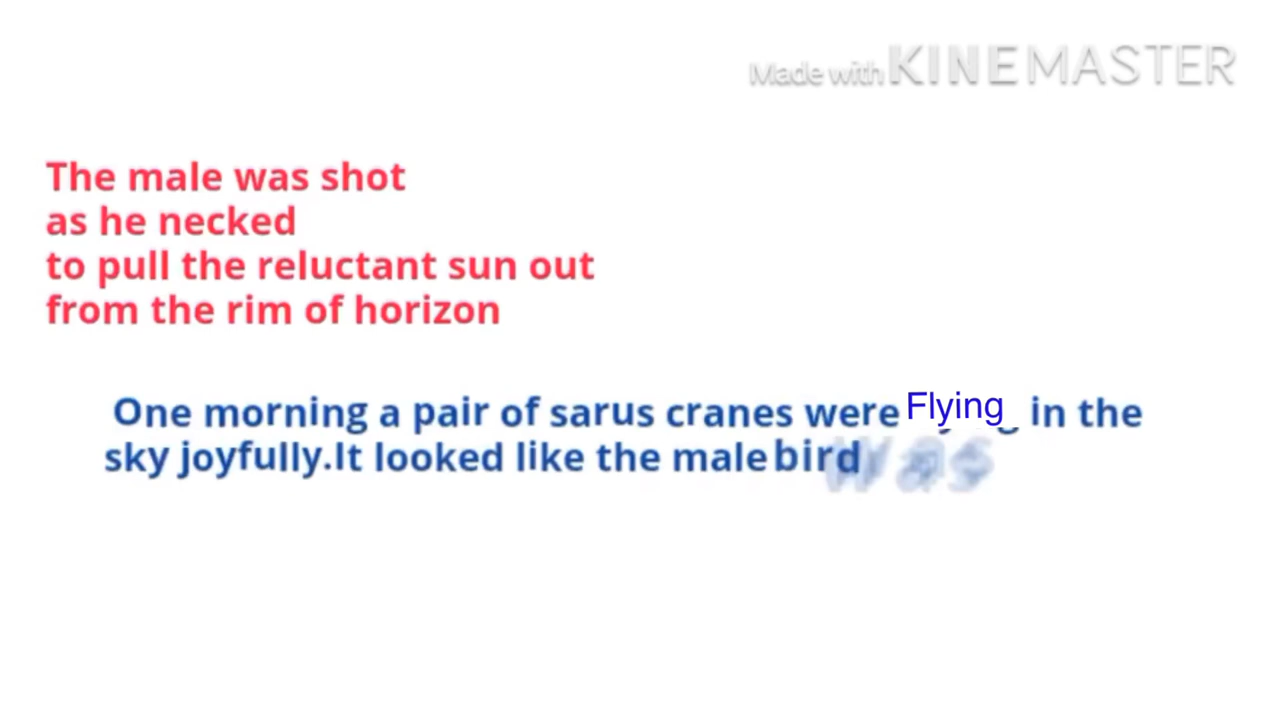 Made with KINEMASTER
The male was shot
as he necked
to pull the reluctant sun out
from the rim of horizon
One morning a pair of sarus cranes were Flying in the
sky joyfully.It looked like the male bird was